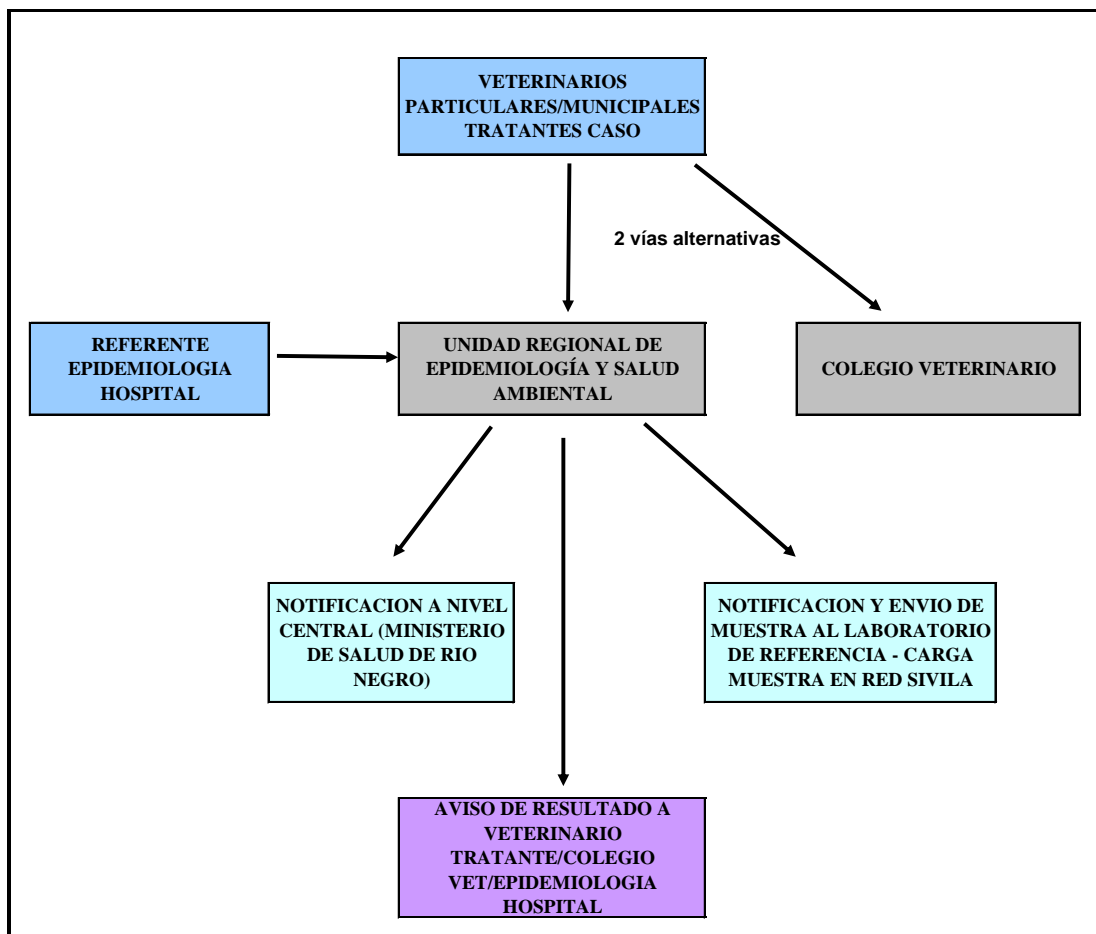 VETERINARIOS
PARTICULARES/MUNICIPALES
TRATANTES CASO
2 vías alternativas
REFERENTE
EPIDEMIOLOGIA
HOSPITAL
UNIDAD REGIONAL DE
EPIDEMIOLOGÍA Y SALUD
AMBIENTAL
COLEGIO VETERINARIO
NOTIFICACION A NIVEL
CENTRAL (MINISTERIO
DE SALUD DE RIO
NEGRO)
NOTIFICACION Y ENVIO DE
MUESTRA AL LABORATORIO
DE REFERENCIA - CARGA
MUESTRA EN RED SIVILA
AVISO DE RESULTADO A
VETERINARIO
TRATANTE/COLEGIO
VET/EPIDEMIOLOGIA
HOSPITAL